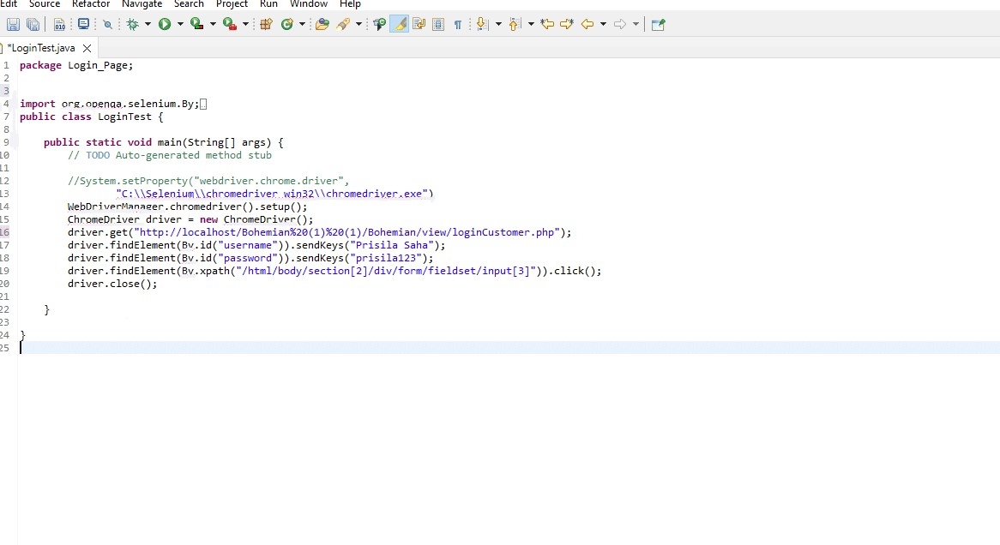 Edit Source Refactor Navigate Search Project Run Window Help
*LoginTest.java
1 package Login_Page;
2
3
4 import org.openqa.selenium.By;
7 public class LoginTest {
8
9 public static void main(String[] args) {
10 // TODO Auto-generated method stub
11
12 //System.setProperty("webdriver.chrome.driver",
13 "C:\\Selenium\\chromedriver_win32\\chromedriver.exe")
14 WebDriverManager.chromedriver().setup();
15 ChromeDriver driver = new ChromeDriver();
16 driver.get("http://localhost/Bohemian%20(1)%20(1)/Bohemian/view/loginCustomer.php");
17 driver.findElement(By.id("username")).sendKeys("Prisila Saha");
18 driver.findElement(By.id("password")).sendKeys("prisila123");
19 driver.findElement(By.xpath("/html/body/section[2]/div/form/fieldset/input[3]")).click();
20 driver.close();
21
22 }
23
24 }
25